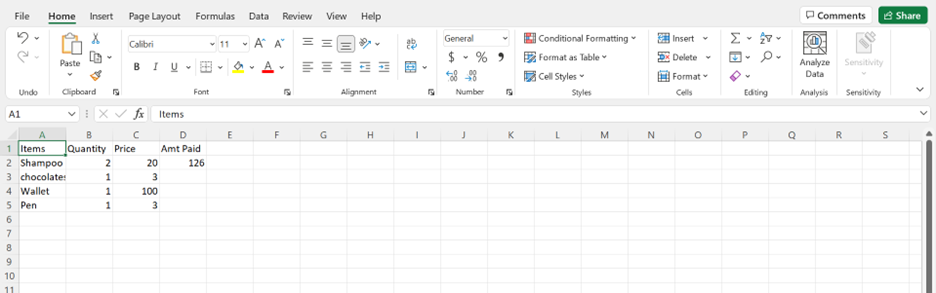 File Home Insert Page Layout Formulas Data Review View Help Comments Share
Calibri 11 A^ A˅ ab General Conditional Formatting Insert
Paste B I U A $ % , Format as Table Delete Analyze Data Sensitivity
Cell Styles Format
Undo Clipboard Font Alignment Number Styles Cells Editing Analysis Sensitivity
A1 fx Items
A B C D E F G H I J K L M N O P Q R S
1 Items Quantity Price Amt Paid
2 Shampoo 2 20 126
3 chocolates 1 3
4 Wallet 1 100
5 Pen 1 3
6
7
8
9
10
11